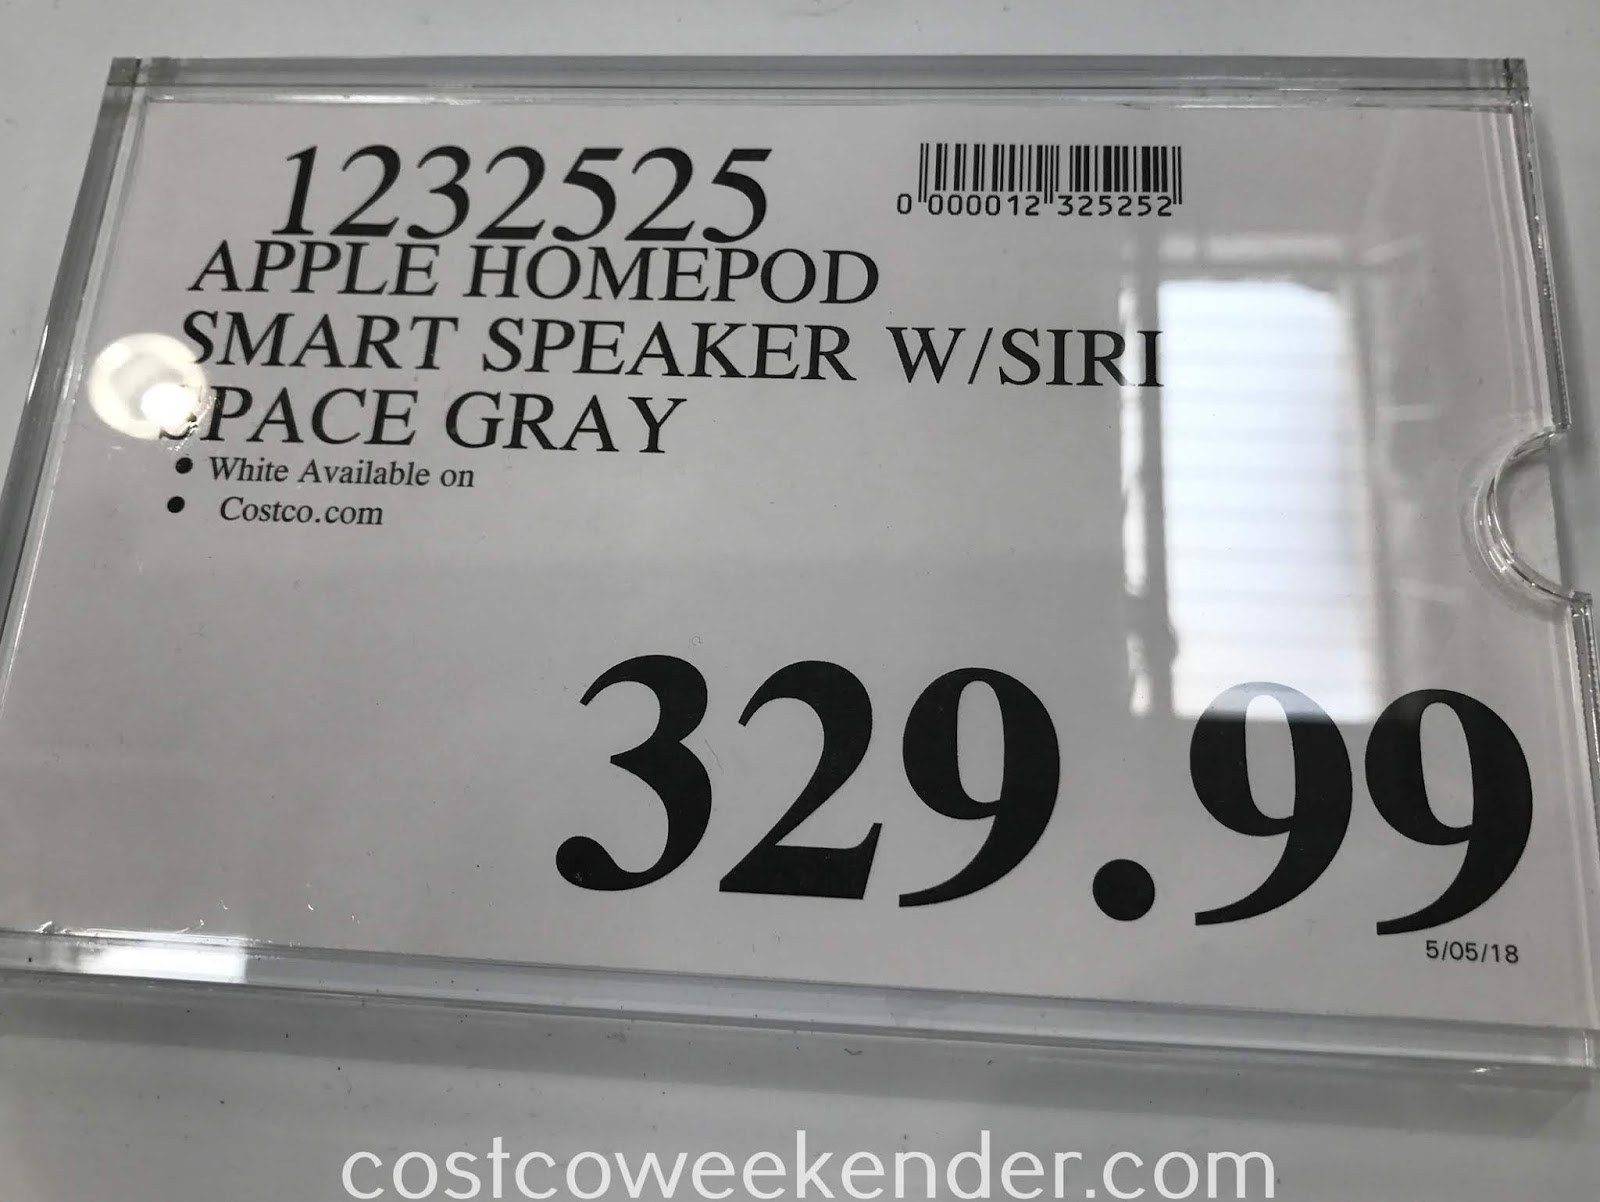 1232525
0 000012 325252
APPLE HOMEPOD
SMART SPEAKER W/SIRI
SPACE GRAY
• White Available on
• Costco.com
329.99
5/05/18
costcoweekender.com